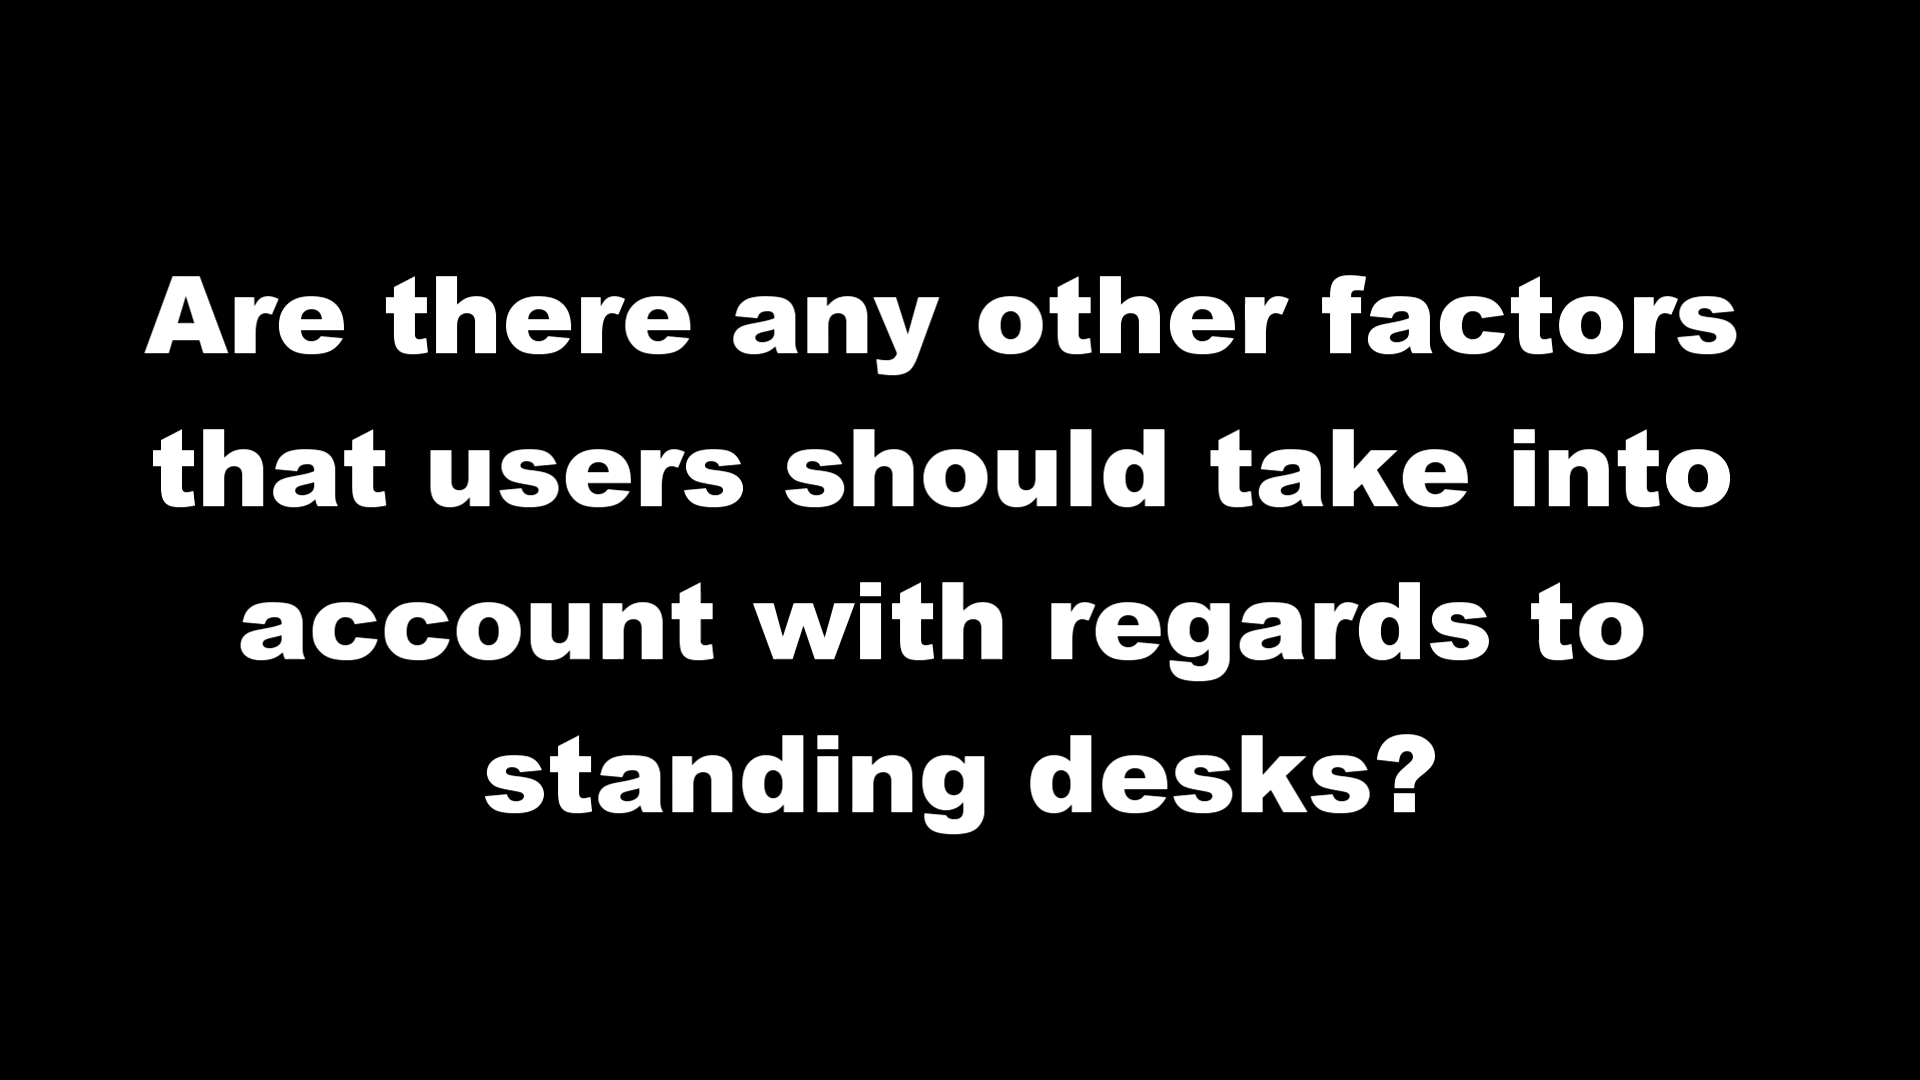 Are there any other factors
that users should take into
account with regards to
standing desks?